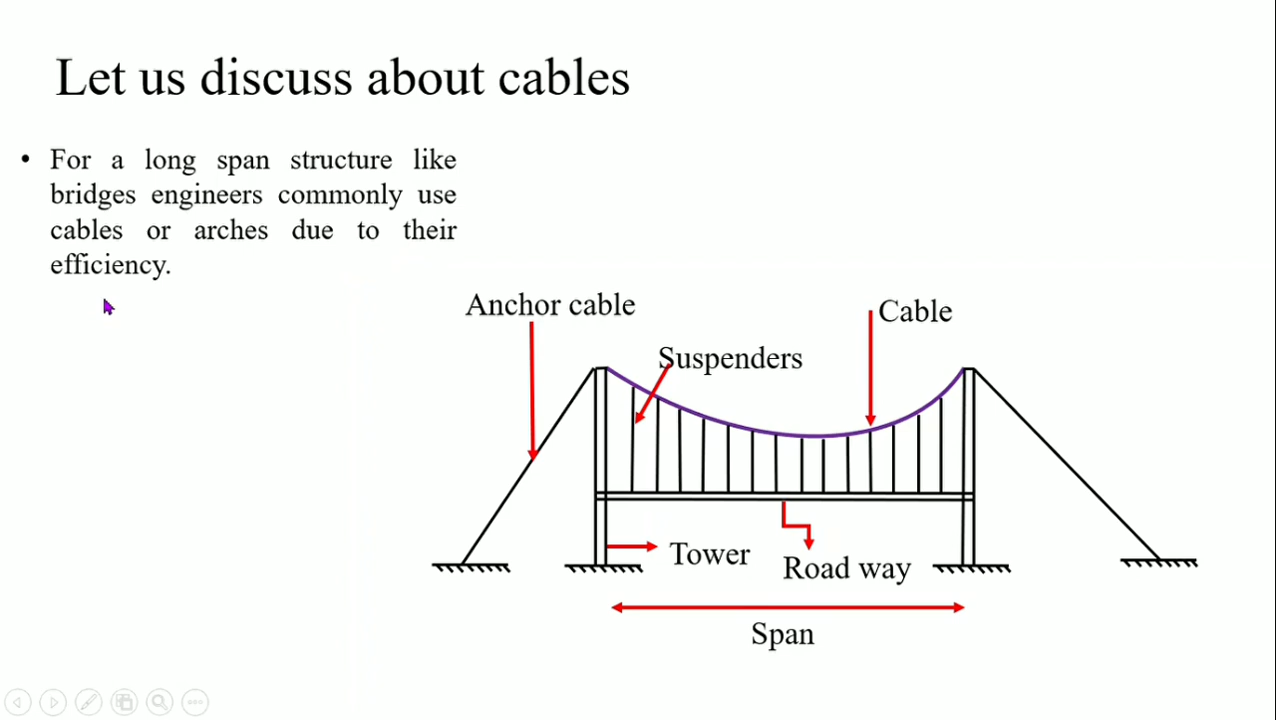 Let us discuss about cables
• For a long span structure like
bridges engineers commonly use
cables or arches due to their
efficiency.
Anchor cable
Cable
Suspenders
Tower
Road way
Span